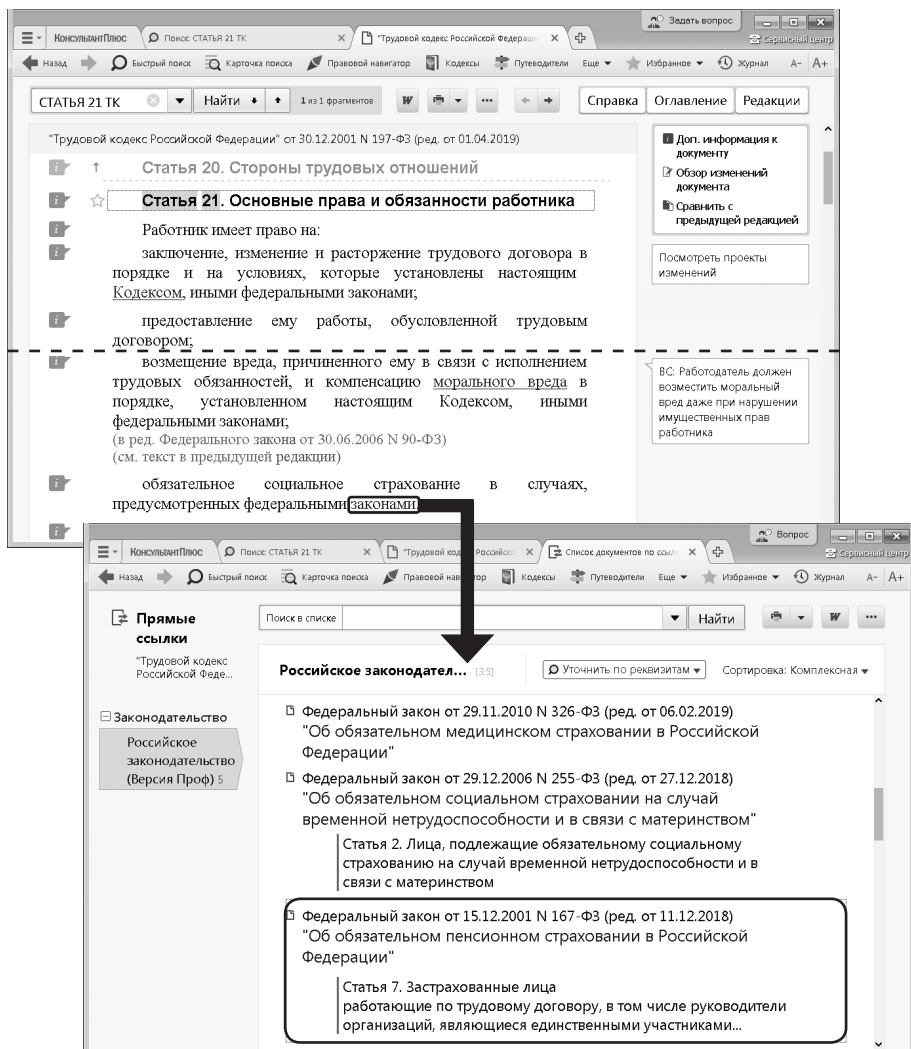 Задать вопрос
КонсультантПлюс
Поиск: СТАТЬЯ 21 ТК
"Трудовой кодекс Российской Федерац
Сервисный центр
Назад
Быстрый поиск
Карточка поиска
Правовой навигатор
Кодексы
Путеводители
Еще
Избранное
Журнал
A-
A+
СТАТЬЯ 21 ТК
Найти
1 из 1 фрагментов
W
Справка
Оглавление
Редакции
"Трудовой кодекс Российской Федерации" от 30.12.2001 N 197-ФЗ (ред. от 01.04.2019)
Статья 20. Стороны трудовых отношений
Статья 21. Основные права и обязанности работника
Работник имеет право на:
заключение, изменение и расторжение трудового договора в
порядке и на условиях, которые установлены настоящим
Кодексом, иными федеральными законами;
предоставление ему работы, обусловленной трудовым
договором;
возмещение вреда, причиненного ему в связи с исполнением
трудовых обязанностей, и компенсацию морального вреда в
порядке, установленном настоящим Кодексом, иными
федеральными законами;
(в ред. Федерального закона от 30.06.2006 N 90-ФЗ)
(см. текст в предыдущей редакции)
обязательное социальное страхование в случаях,
предусмотренных федеральными законами.
Доп. информация к
документу
Обзор изменений
документа
Сравнить с
предыдущей редакцией
Посмотреть проекты
изменений
ВС: Работодатель должен
возместить моральный
вред даже при нарушении
имущественных прав
работника
Вопрос
КонсультантПлюс
Поиск: СТАТЬЯ 21 ТК
"Трудовой код Российско
Список документов по ссыл
Сервисный центр
Назад
Быстрый поиск
Карточка поиска
Правовой нав тор
Кодексы
Путеводители
Еще
Избранное
Журнал
A-
A+
Прямые
ссылки
"Трудовой кодекс
Российской Феде...
Законодательство
Российское
законодательство
(Версия Проф) 5
Поиск в списке
Найти
W
Российское законодател... [3:5]
Уточнить по реквизитам
Сортировка: Комплексная
Федеральный закон от 29.11.2010 N 326-ФЗ (ред. от 06.02.2019)
"Об обязательном медицинском страховании в Российской
Федерации"
Федеральный закон от 29.12.2006 N 255-ФЗ (ред. от 27.12.2018)
"Об обязательном социальном страховании на случай
временной нетрудоспособности и в связи с материнством"
Статья 2. Лица, подлежащие обязательному социальному
страхованию на случай временной нетрудоспособности и в
связи с материнством
Федеральный закон от 15.12.2001 N 167-ФЗ (ред. от 11.12.2018)
"Об обязательном пенсионном страховании в Российской
Федерации"
Статья 7. Застрахованные лица
работающие по трудовому договору, в том числе руководители
организаций, являющиеся единственными участниками...